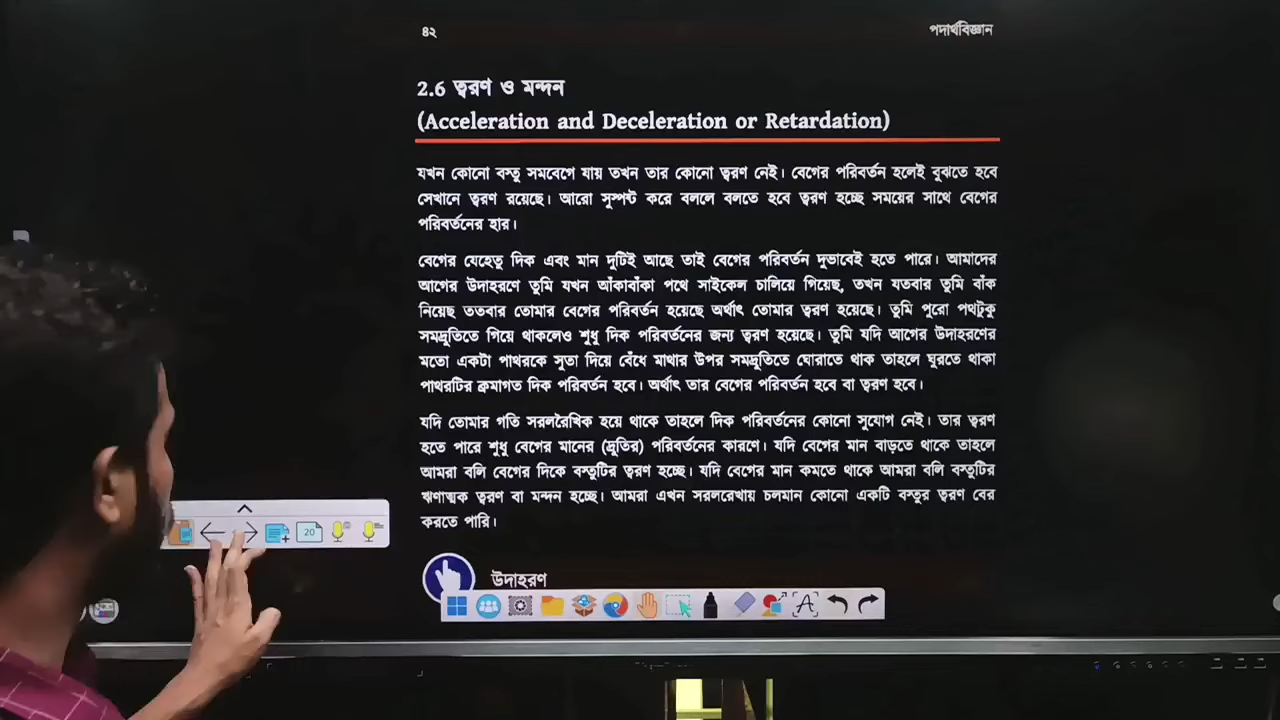 ৪২
পদার্থবিজ্ঞান
2.6 ত্বরণ ও মন্দন
(Acceleration and Deceleration or Retardation)
যখন কোনো বস্তু সমবেগে যায় তখন তার কোনো ত্বরণ নেই। বেগের পরিবর্তন হলেই বুঝতে হবে
সেখানে ত্বরণ রয়েছে। আরো সুস্পষ্ট করে বললে বলতে হবে ত্বরণ হচ্ছে সময়ের সাথে বেগের
পরিবর্তনের হার।
বেগের যেহেতু দিক এবং মান দুটিই আছে তাই বেগের পরিবর্তন দুভাবেই হতে পারে। আমাদের
আগের উদাহরণে তুমি যখন আঁকাবাঁকা পথে সাইকেল চালিয়ে গিয়েছ, তখন যতবার তুমি বাঁক
নিয়েছ ততবার তোমার বেগের পরিবর্তন হয়েছে অর্থাৎ তোমার ত্বরণ হয়েছে। তুমি পুরো পথটুকু
সমদ্রুতিতে গিয়ে থাকলেও শুধু দিক পরিবর্তনের জন্য ত্বরণ হয়েছে। তুমি যদি আগের উদাহরণের
মতো একটা পাথরকে সুতা দিয়ে বেঁধে মাথার উপর সমদ্রুতিতে ঘোরাতে থাক তাহলে ঘুরতে থাকা
পাথরটির ক্রমাগত দিক পরিবর্তন হবে। অর্থাৎ তার বেগের পরিবর্তন হবে বা ত্বরণ হবে।
যদি তোমার গতি সরলরৈখিক হয়ে থাকে তাহলে দিক পরিবর্তনের কোনো সুযোগ নেই। তার ত্বরণ
হতে পারে শুধু বেগের মানের (দ্রুতির) পরিবর্তনের কারণে। যদি বেগের মান বাড়তে থাকে তাহলে
আমরা বলি বেগের দিকে বস্তুটির ত্বরণ হচ্ছে। যদি বেগের মান কমতে থাকে আমরা বলি বস্তুটির
ঋণাত্মক ত্বরণ বা মন্দন হচ্ছে। আমরা এখন সরলরেখায় চলমান কোনো একটি বস্তুর ত্বরণ বের
করতে পারি।
20
উদাহরণ
A